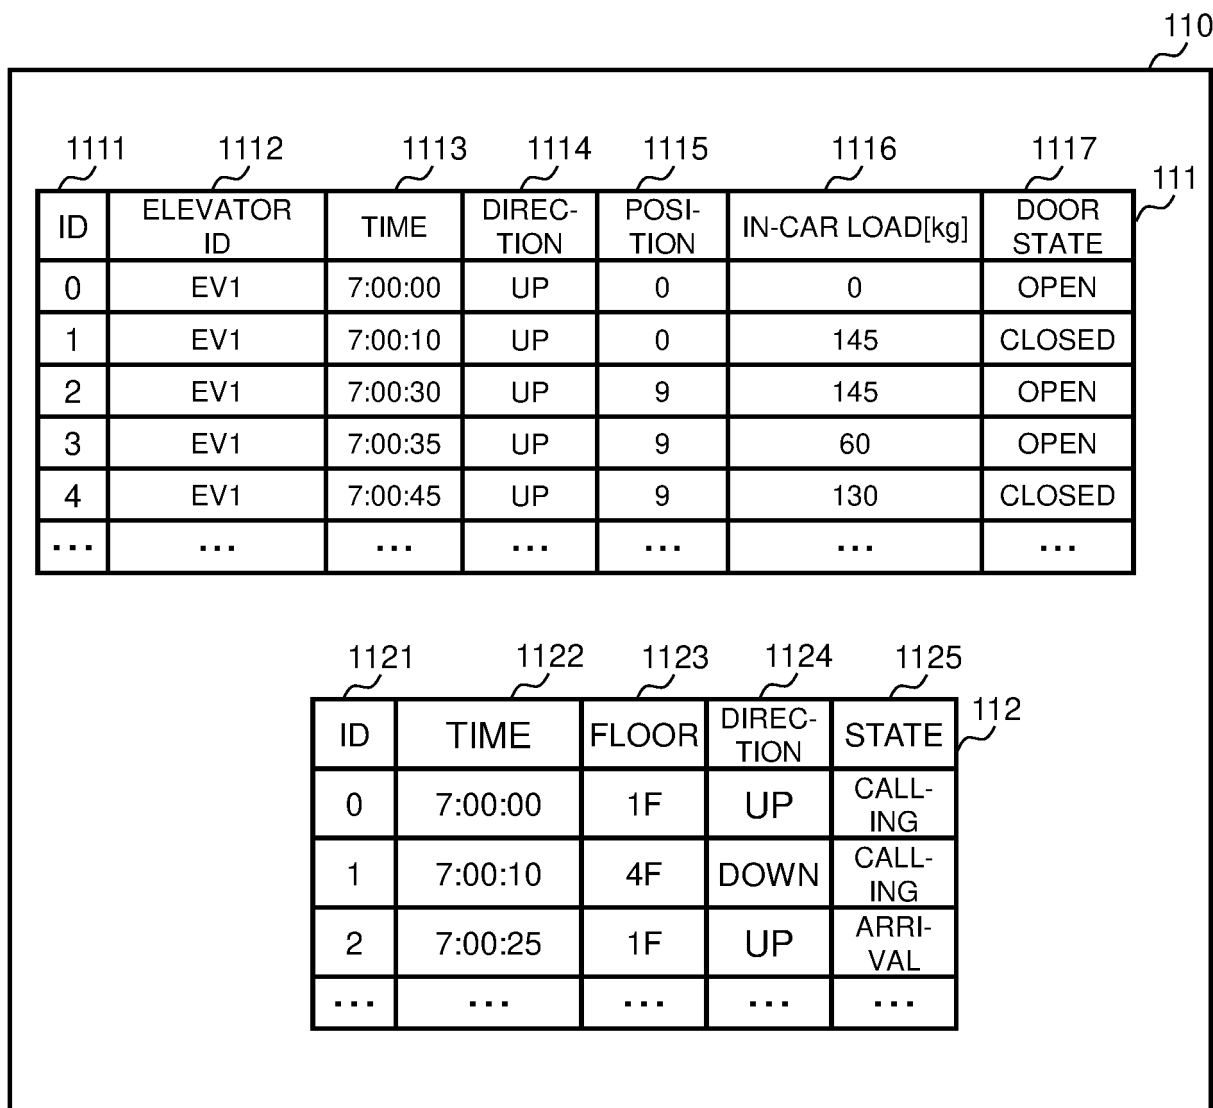 110
1111 1112 1113 1114 1115 1116 1117
111
ID ELEVATOR ID TIME DIREC-TION POSI-TION IN-CAR LOAD[kg] DOOR STATE
0 EV1 7:00:00 UP 0 0 OPEN
1 EV1 7:00:10 UP 0 145 CLOSED
2 EV1 7:00:30 UP 9 145 OPEN
3 EV1 7:00:35 UP 9 60 OPEN
4 EV1 7:00:45 UP 9 130 CLOSED
... ... ... ... ... ... ...
1121 1122 1123 1124 1125
112
ID TIME FLOOR DIREC-TION STATE
0 7:00:00 1F UP CALL-ING
1 7:00:10 4F DOWN CALL-ING
2 7:00:25 1F UP ARRI-VAL
... ... ... ... ...